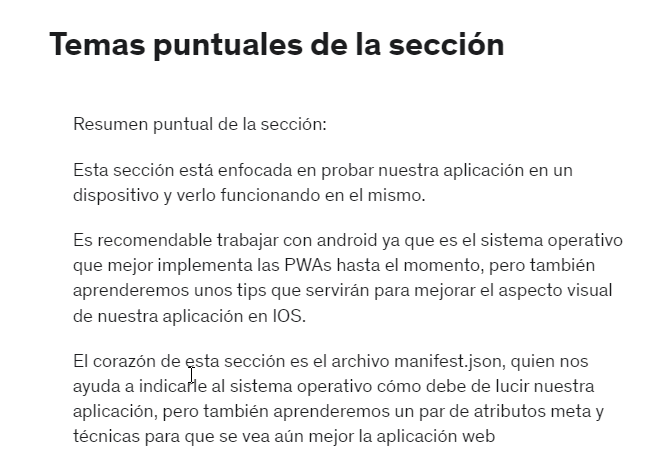 Temas puntuales de la sección
Resumen puntual de la sección:
Esta sección está enfocada en probar nuestra aplicación en un
dispositivo y verlo funcionando en el mismo.
Es recomendable trabajar con android ya que es el sistema operativo
que mejor implementa las PWAs hasta el momento, pero también
aprenderemos unos tips que servirán para mejorar el aspecto visual
de nuestra aplicación en IOS.
El corazón de esta sección es el archivo manifest.json, quien nos
ayuda a indicarle al sistema operativo cómo debe de lucir nuestra
aplicación, pero también aprenderemos un par de atributos meta y
técnicas para que se vea aún mejor la aplicación web